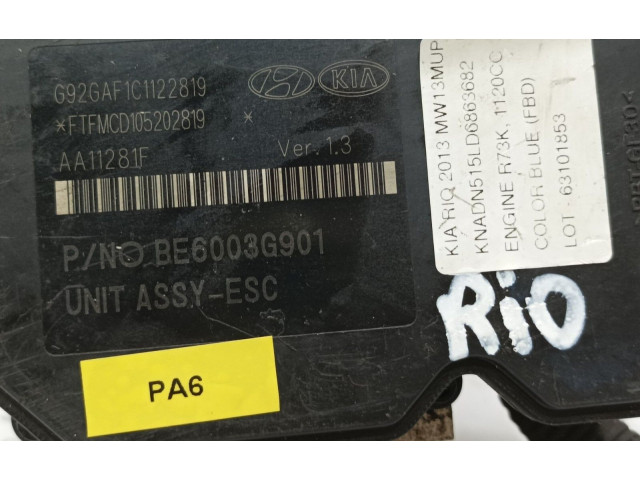 G92GAF1C1122819
KIA
*FTFMCD105202819 *
AA11281F Ver. 1.3
P/NO BE6003G901
UNIT ASSY-ESC
PA6
KIA RIO 2013 MW13MUP
KNADN515LD6863682
ENGINE R73K, 1120CC
COLOR BLUE (FBD)
LOT - 63101853
RiO